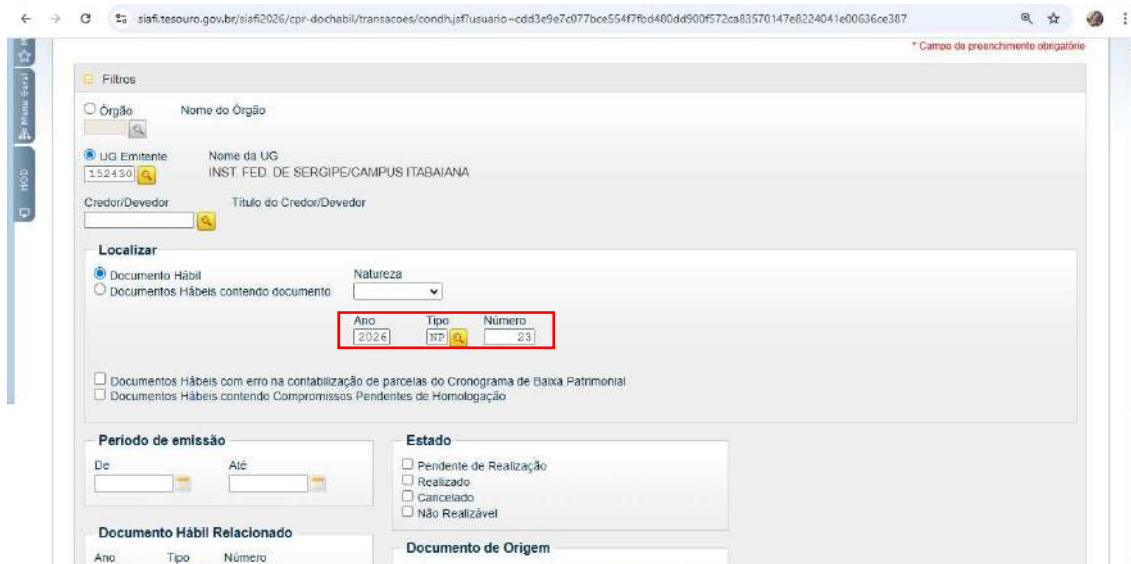 siafi.tesouro.gov.br/siafi2026/cpr-dochabil/transacoes/condh.jsf?usuario=cdd3e9e7c077bce554f7fbd480dd900f572ca83570147e8224041e00636ce387
* Campo de preenchimento obrigatório
Menu Geral
HOD
Filtros
Órgão Nome do Órgão
UG Emitente Nome da UG
152430 INST. FED. DE SERGIPE/CAMPUS ITABAIANA
Credor/Devedor Título do Credor/Devedor
Localizar
Documento Hábil Natureza
Documentos Hábeis contendo documento
Ano Tipo Número
2026 NP 23
Documentos Hábeis com erro na contabilização de parcelas do Cronograma de Baixa Patrimonial
Documentos Hábeis contendo Compromissos Pendentes de Homologação
Período de emissão Estado
De Até Pendente de Realização
Realizado
Cancelado
Não Realizável
Documento Hábil Relacionado
Documento de Origem
Ano Tipo Número